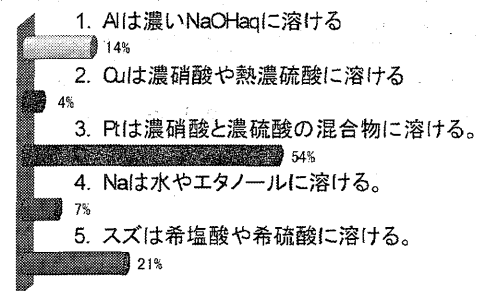 1. Alは濃いNaOHaqに溶ける
14%
2. Cuは濃硝酸や熱濃硫酸に溶ける
4%
3. Ptは濃硝酸と濃硫酸の混合物に溶ける。
54%
4. Naは水やエタノールに溶ける。
7%
5. スズは希塩酸や希硫酸に溶ける。
21%